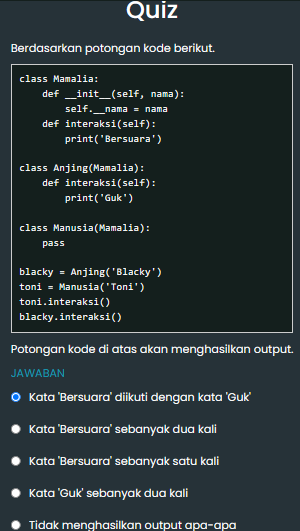 Quiz
Berdasarkan potongan kode berikut.
class Mamalia:
    def __init__(self, nama):
        self.__nama = nama
    def interaksi(self):
        print('Bersuara')

class Anjing(Mamalia):
    def interaksi(self):
        print('Guk')

class Manusia(Mamalia):
    pass

blacky = Anjing('Blacky')
toni = Manusia('Toni')
toni.interaksi()
blacky.interaksi()
Potongan kode di atas akan menghasilkan output.
JAWABAN
Kata 'Bersuara' diikuti dengan kata 'Guk'
Kata 'Bersuara' sebanyak dua kali
Kata 'Bersuara' sebanyak satu kali
Kata 'Guk' sebanyak dua kali
Tidak menghasilkan output apa-apa